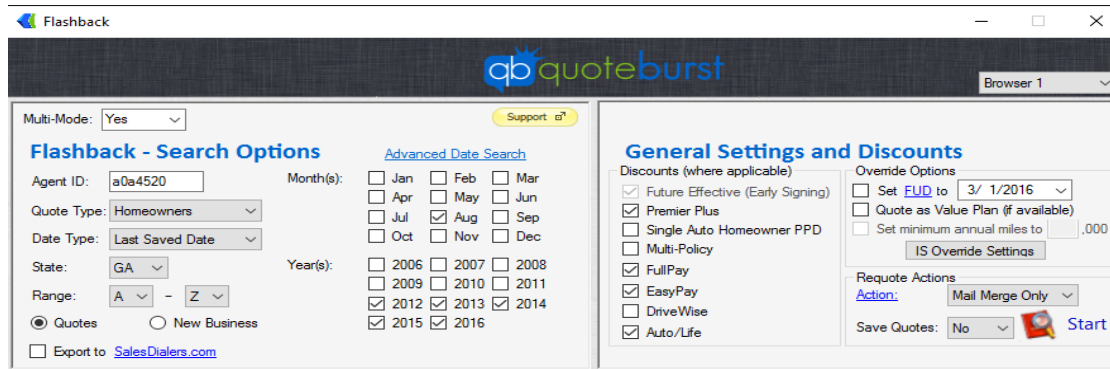 Flashback
qb quoteburst
Browser 1
Multi-Mode: Yes
Support
Flashback - Search Options
Advanced Date Search
Agent ID: a0a4520
Month(s): Jan Feb Mar
Apr May Jun
Quote Type: Homeowners
Jul Aug Sep
Date Type: Last Saved Date
Oct Nov Dec
State: GA
Year(s): 2006 2007 2008
2009 2010 2011
Range: A - Z
2012 2013 2014
Quotes New Business
2015 2016
Export to SalesDialers.com
General Settings and Discounts
Discounts (where applicable)
Future Effective (Early Signing)
Premier Plus
Single Auto Homeowner PPD
Multi-Policy
FullPay
EasyPay
DriveWise
Auto/Life
Override Options
Set FUD to 3/ 1/2016
Quote as Value Plan (if available)
Set minimum annual miles to ,000
IS Override Settings
Requote Actions
Action: Mail Merge Only
Save Quotes: No Start